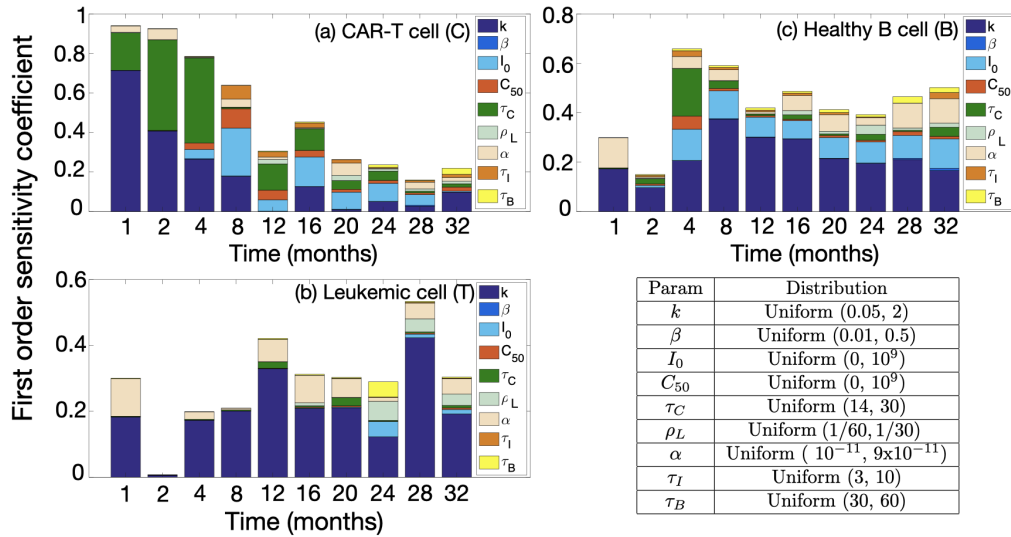 First order sensitivity coefficient
(a) CAR-T cell (C)
1
0.8
0.6
0.4
0.2
0
1 2 4 8 12 16 20 24 28 32
Time (months)
k
β
I0
C50
τC
ρL
α
τI
τB
(c) Healthy B cell (B)
0.8
0.6
0.4
0.2
0
1 2 4 8 12 16 20 24 28 32
Time (months)
k
β
I0
C50
τC
ρL
α
τI
τB
(b) Leukemic cell (T)
0.6
0.4
0.2
0
1 2 4 8 12 16 20 24 28 32
Time (months)
k
β
I0
C50
τC
ρL
α
τI
τB
Param Distribution
k Uniform (0.05, 2)
β Uniform (0.01, 0.5)
I0 Uniform (0, 10^9)
C50 Uniform (0, 10^9)
τC Uniform (14, 30)
ρL Uniform (1/60, 1/30)
α Uniform ( 10^−11, 9x10^−11)
τI Uniform (3, 10)
τB Uniform (30, 60)